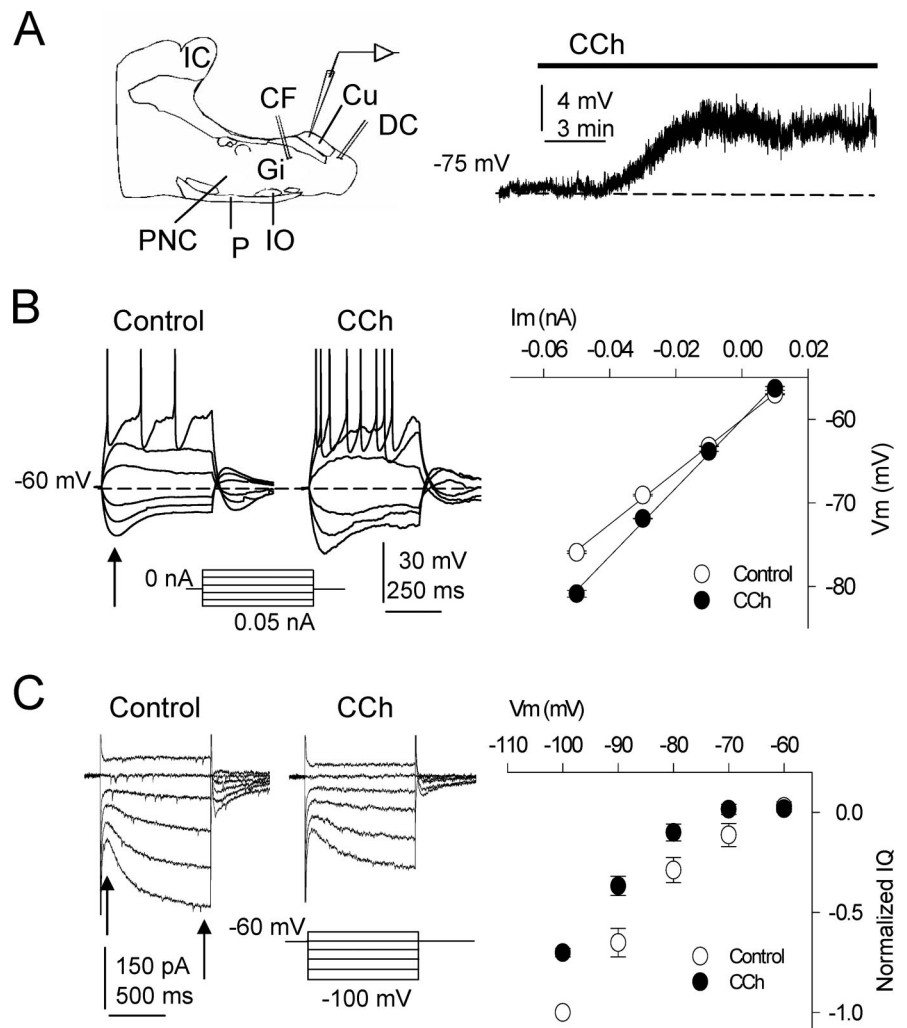 A
IC
CF
Cu
DC
Gi
PNC
P
IO
CCh
4 mV
3 min
-75 mV
B
Control
CCh
-60 mV
0 nA
0.05 nA
30 mV
250 ms
Im (nA)
-0.06 -0.04 -0.02 0.00 0.02
-60
-70
-80
Vm (mV)
Control
CCh
C
Control
CCh
150 pA
500 ms
-60 mV
-100 mV
Vm (mV)
-110 -100 -90 -80 -70 -60
0.0
-0.5
-1.0
Normalized IQ
Control
CCh